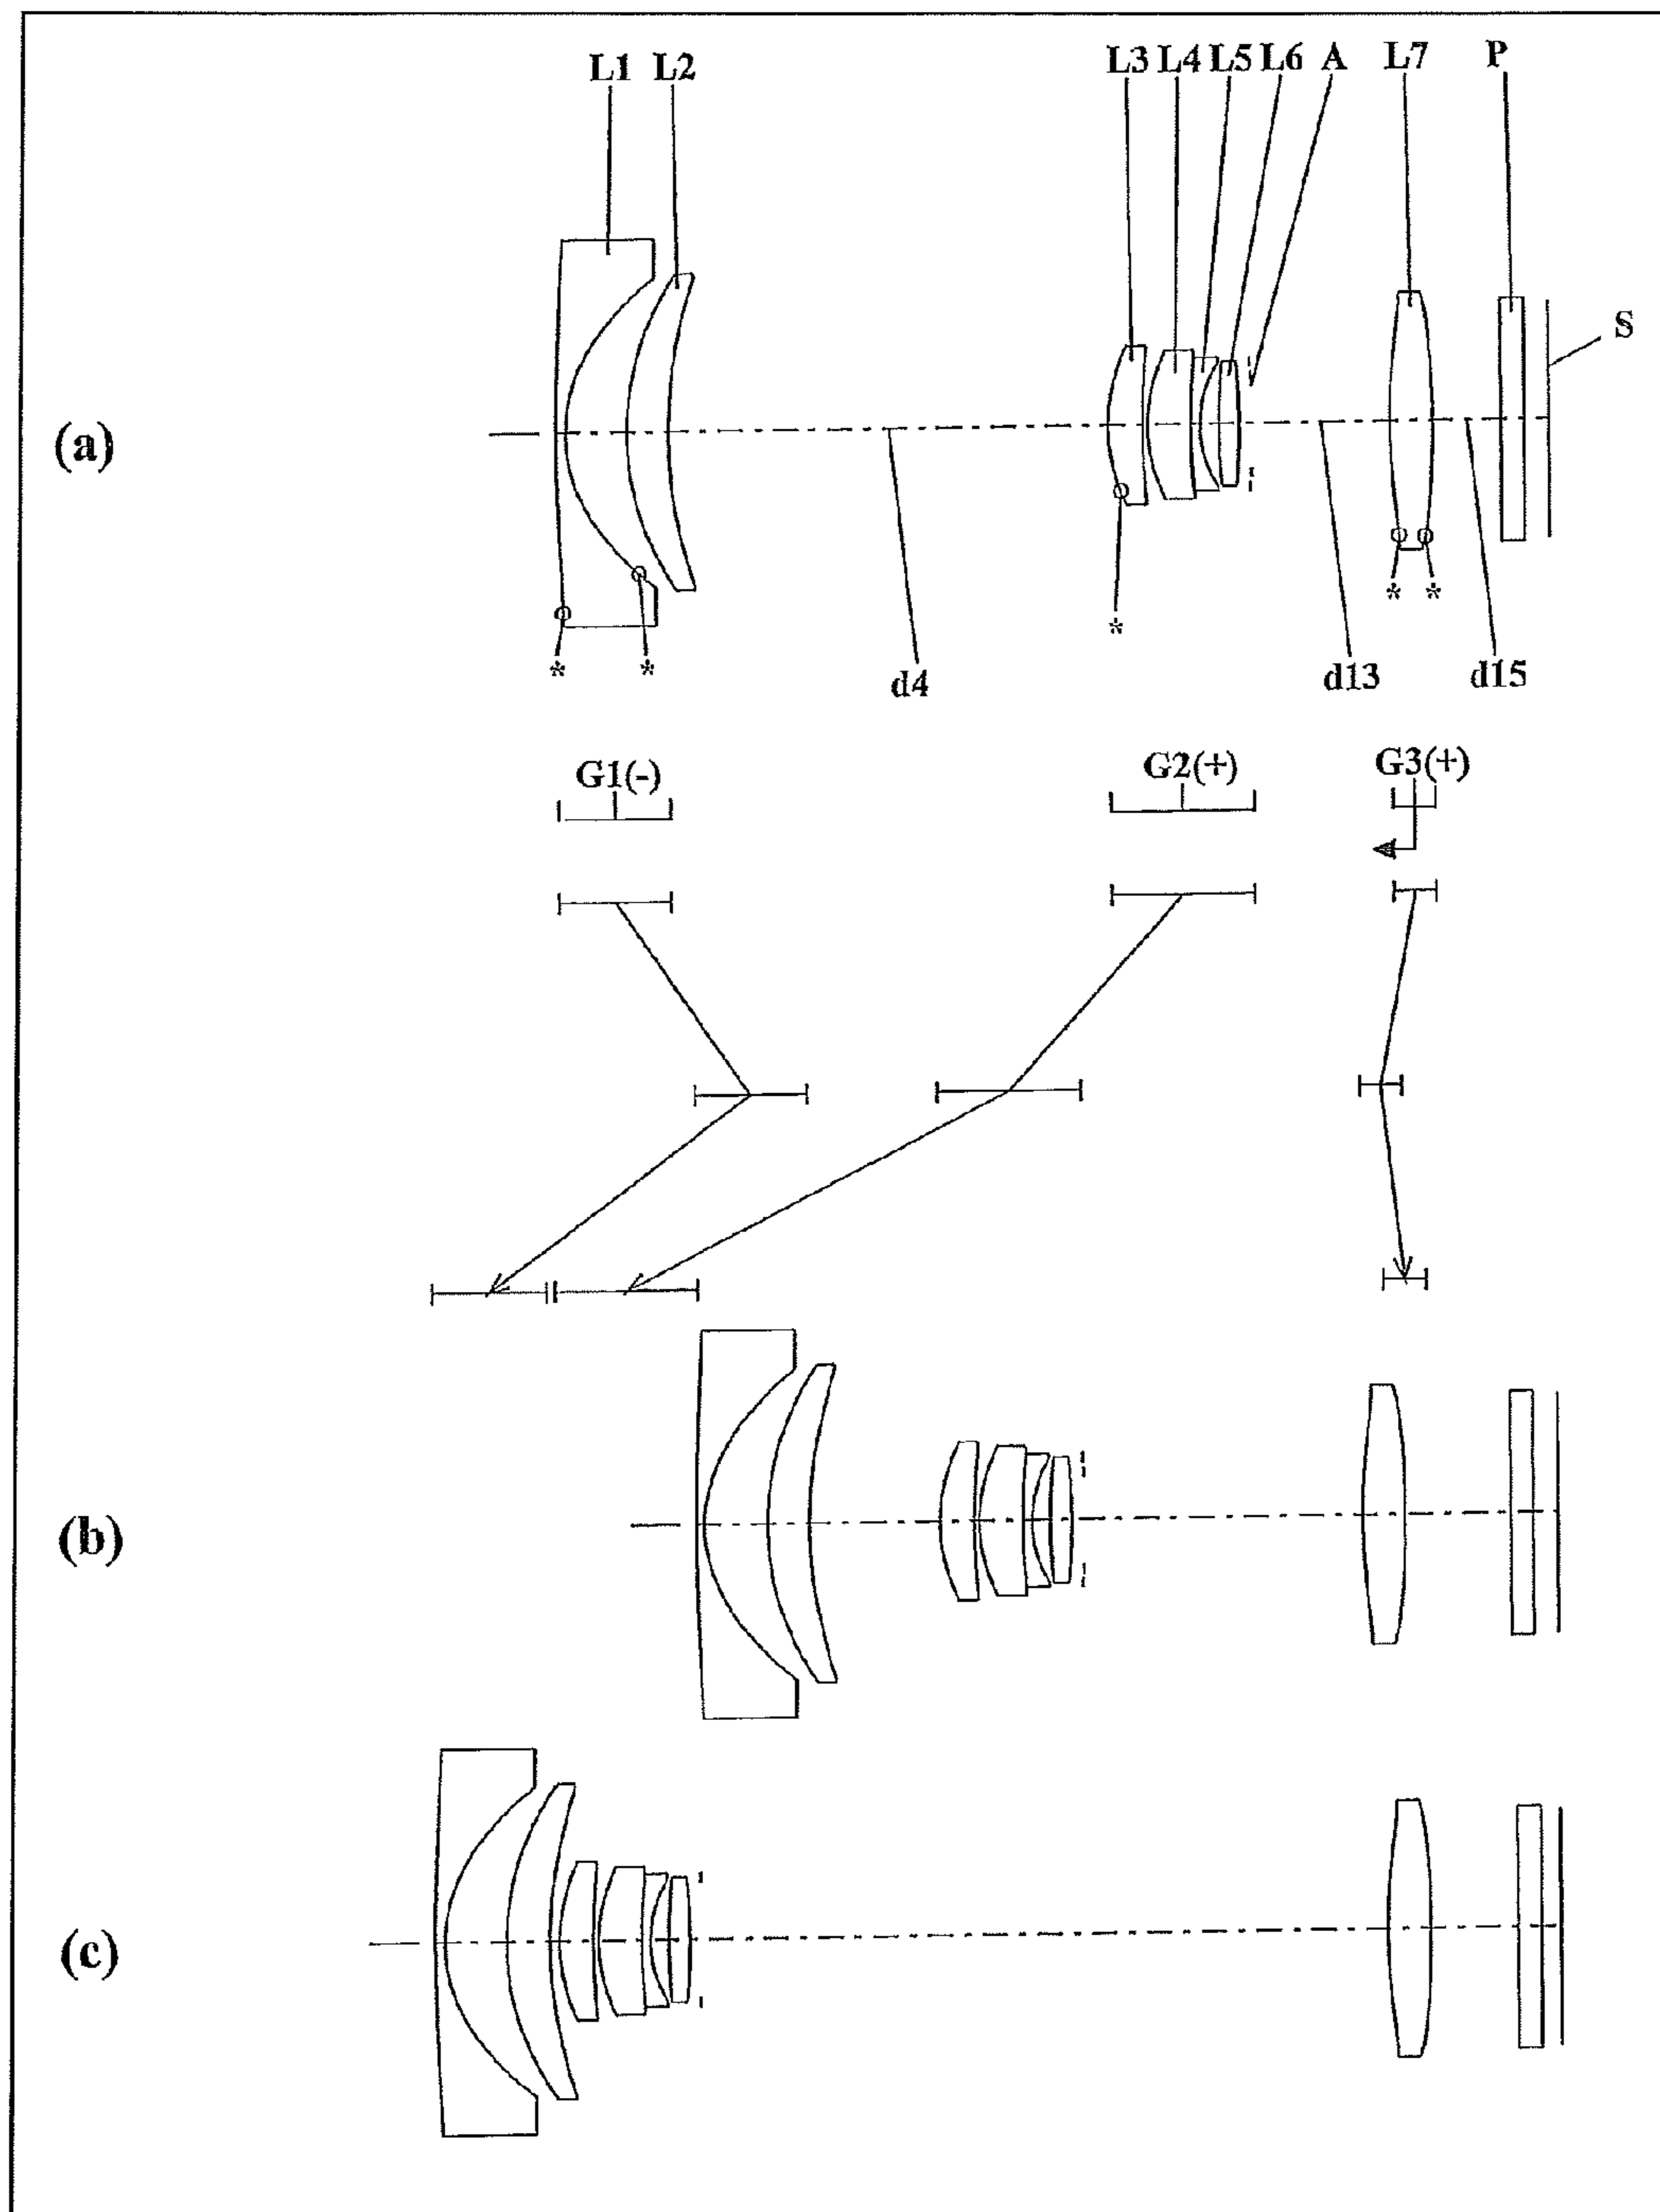 L1 L2 L3 L4 L5 L6 A L7 P
S
(a)
* * * * *
d4 d13 d15
G1(-) G2(+) G3(+)
(b)
(c)